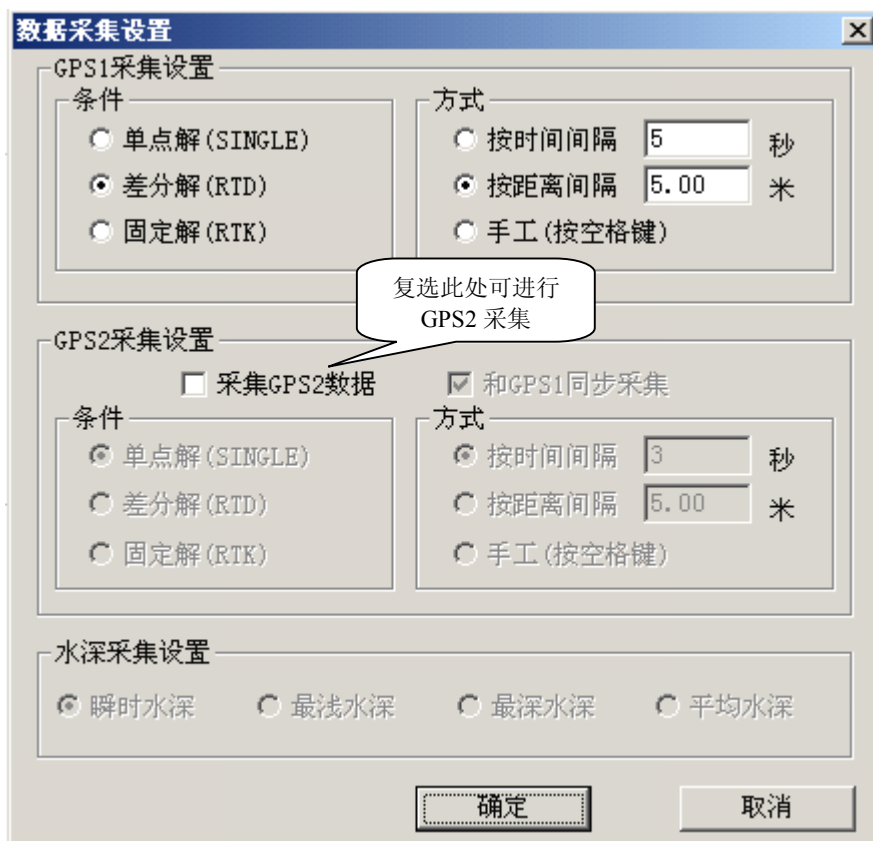 数据采集设置
GPS1采集设置
条件
单点解(SINGLE)
差分解(RTD)
固定解(RTK)
方式
按时间间隔 5 秒
按距离间隔 5.00 米
手工(按空格键)
复选此处可进行
GPS2 采集
GPS2采集设置
采集GPS2数据 和GPS1同步采集
条件
单点解(SINGLE)
差分解(RTD)
固定解(RTK)
方式
按时间间隔 3 秒
按距离间隔 5.00 米
手工(按空格键)
水深采集设置
瞬时水深 最浅水深 最深水深 平均水深
确定 取消